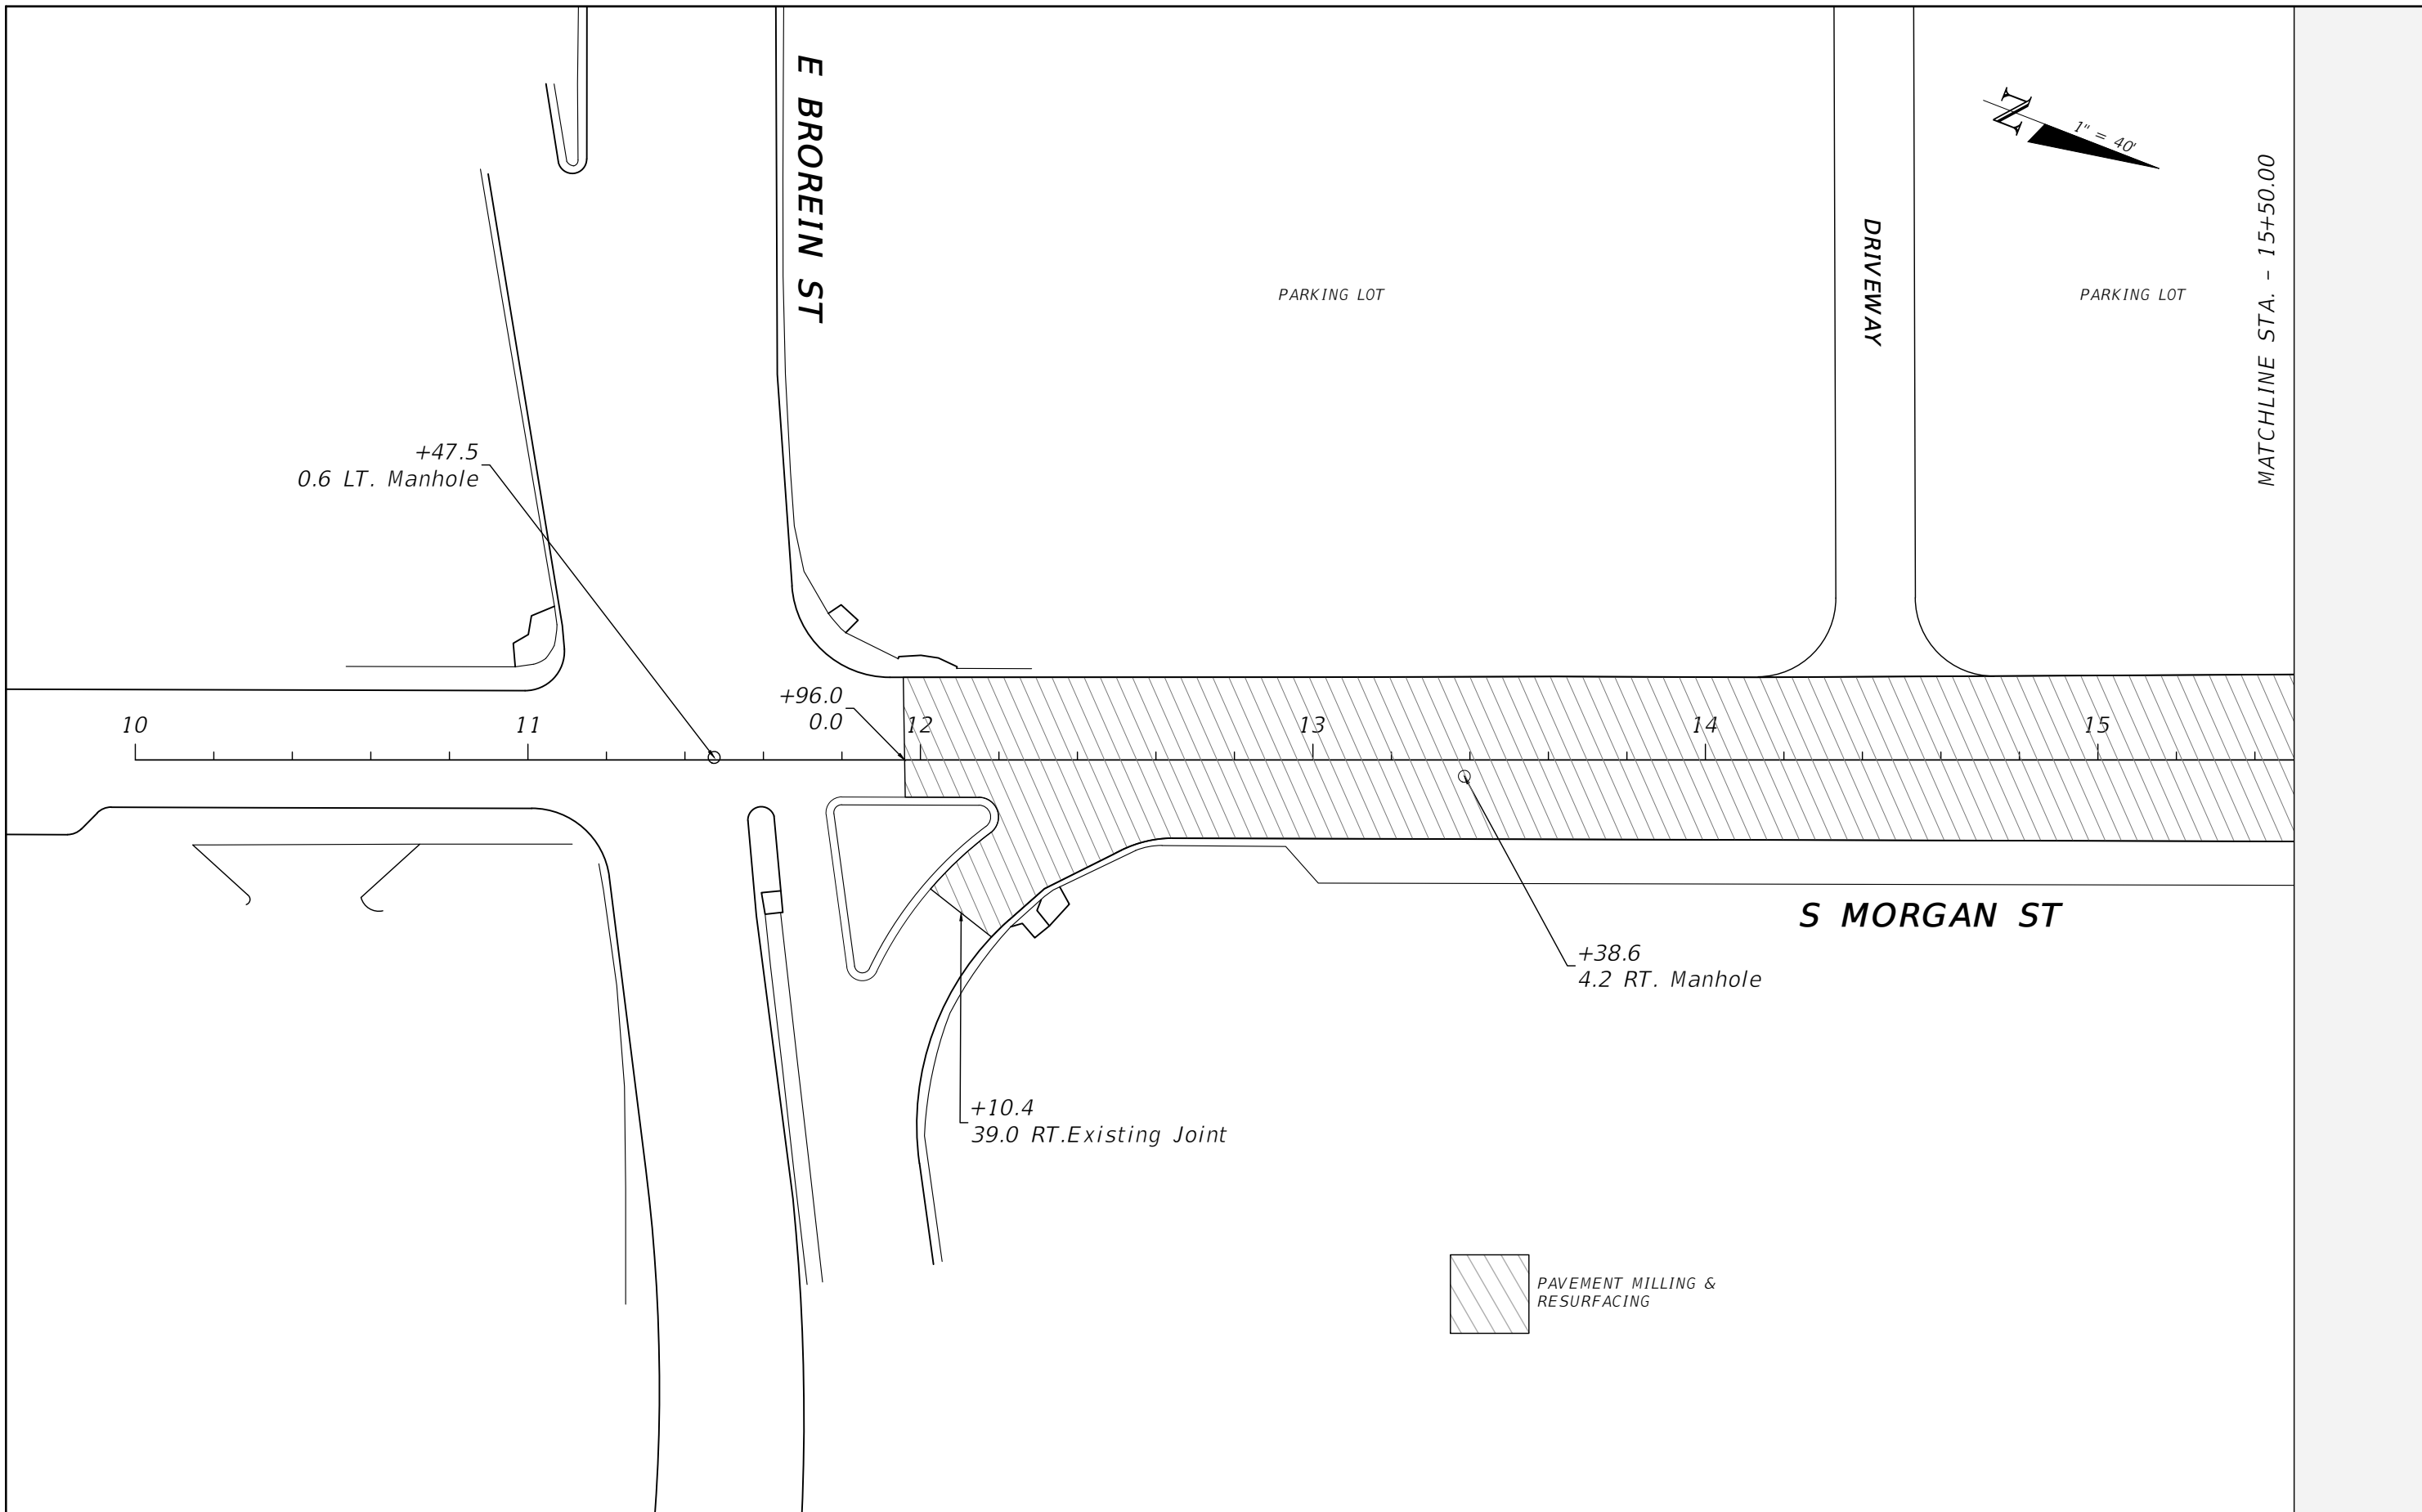 E BROREIN ST
N
1" = 40'
MATCHLINE STA. - 15+50.00
DRIVEWAY
PARKING LOT
PARKING LOT
+47.5
0.6 LT. Manhole
+96.0
0.0
10
11
12
13
14
15
S MORGAN ST
+38.6
4.2 RT. Manhole
+10.4
39.0 RT.Existing Joint
PAVEMENT MILLING &
RESURFACING